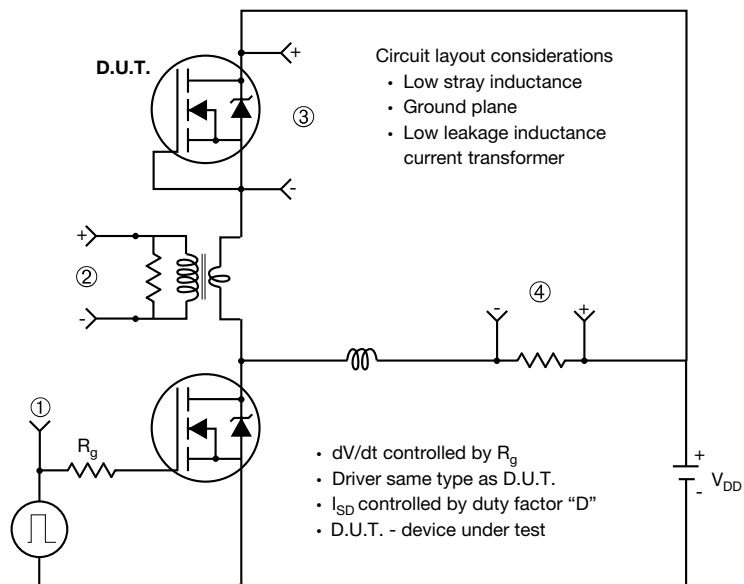 D.U.T.
+
③
-
Circuit layout considerations
• Low stray inductance
• Ground plane
• Low leakage inductance
current transformer
+
②
-
④
- +
①
Rg
• dV/dt controlled by Rg
• Driver same type as D.U.T.
• ISD controlled by duty factor “D”
• D.U.T. - device under test
+
VDD
-